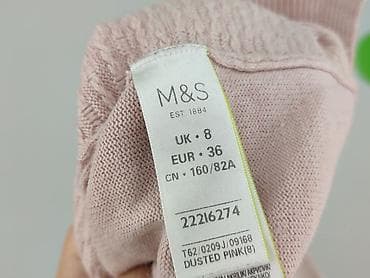 M&S
EST 1884
UK • 8
EUR • 36
CN • 160/82A
22216274
T62/0209J/09168
DUSTED PINK(8)